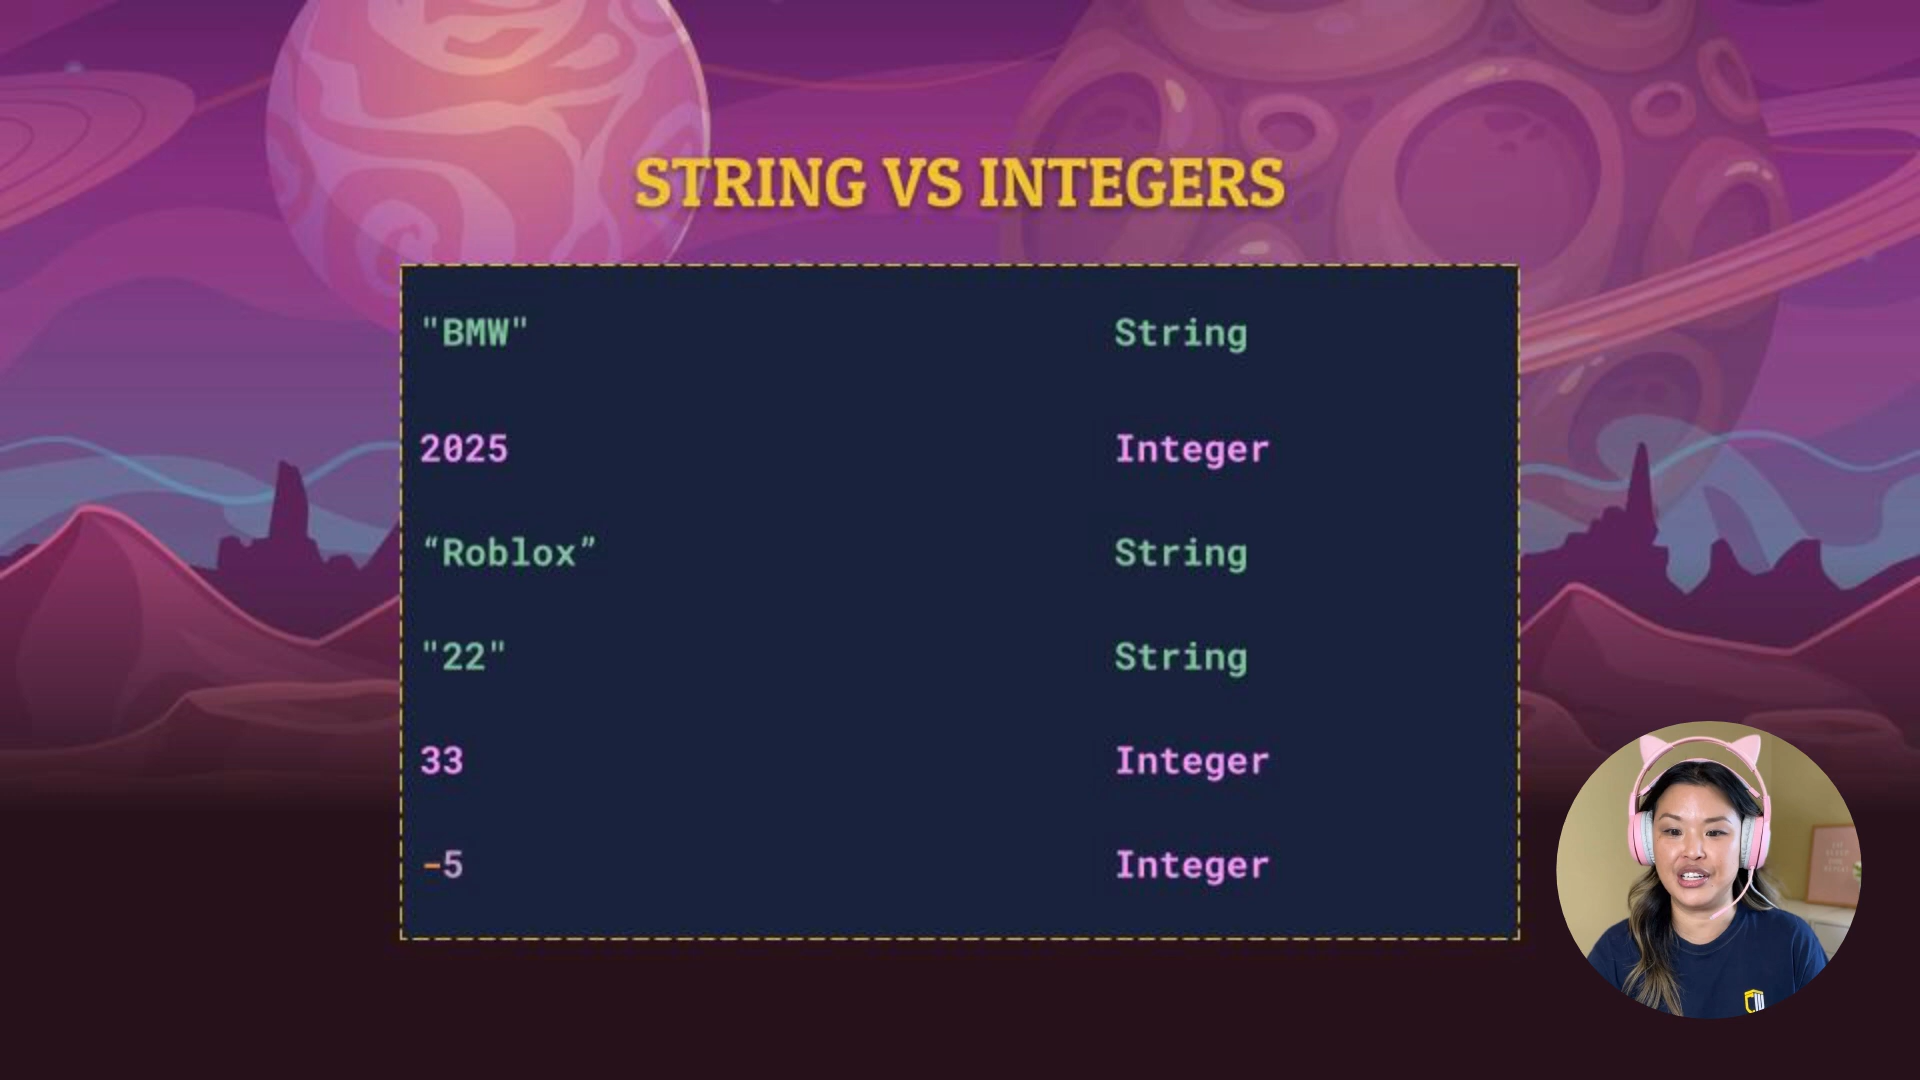 STRING VS INTEGERS
"BMW" String
2025 Integer
“Roblox” String
"22" String
33 Integer
-5 Integer